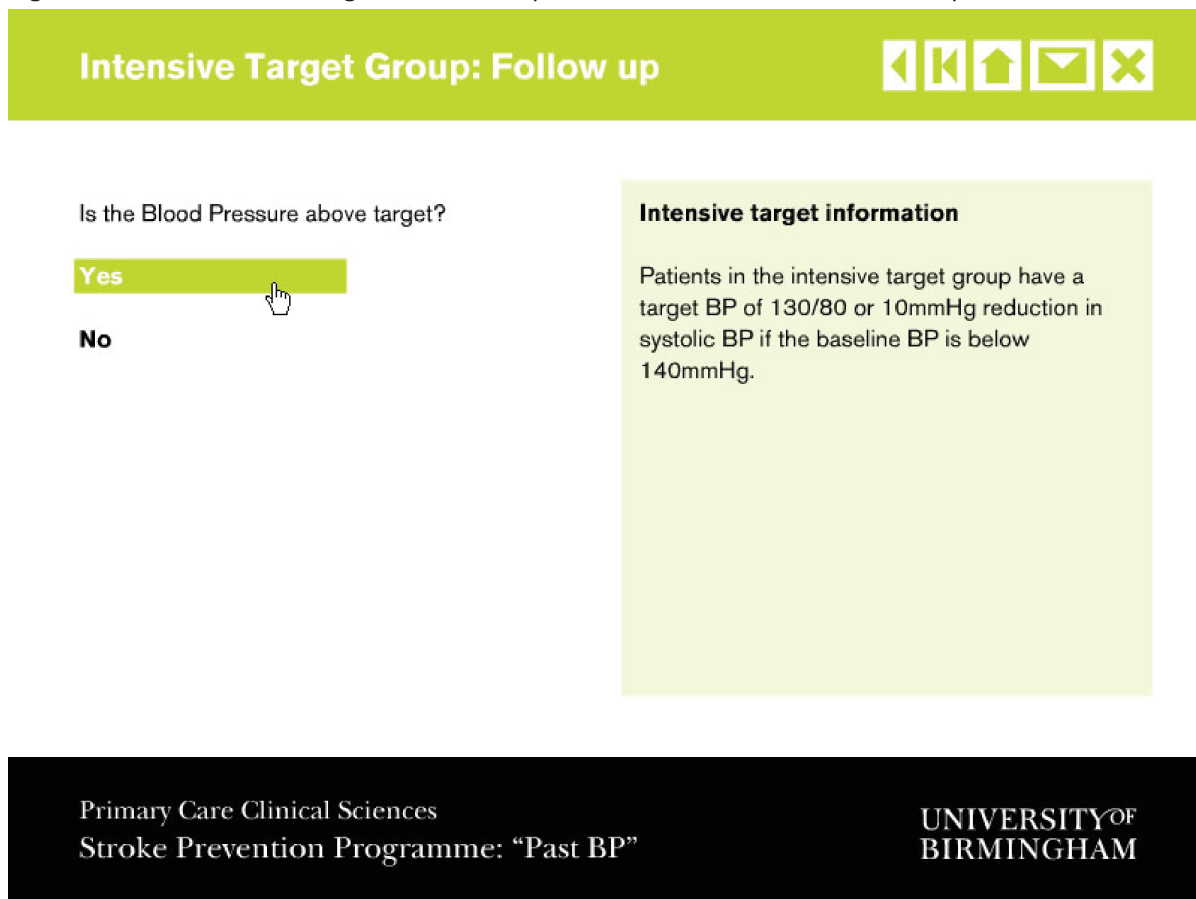 Intensive Target Group: Follow up
Is the Blood Pressure above target?
Yes
No
Intensive target information
Patients in the intensive target group have a
target BP of 130/80 or 10mmHg reduction in
systolic BP if the baseline BP is below
140mmHg.
Primary Care Clinical Sciences
Stroke Prevention Programme: “Past BP”
UNIVERSITY OF
BIRMINGHAM